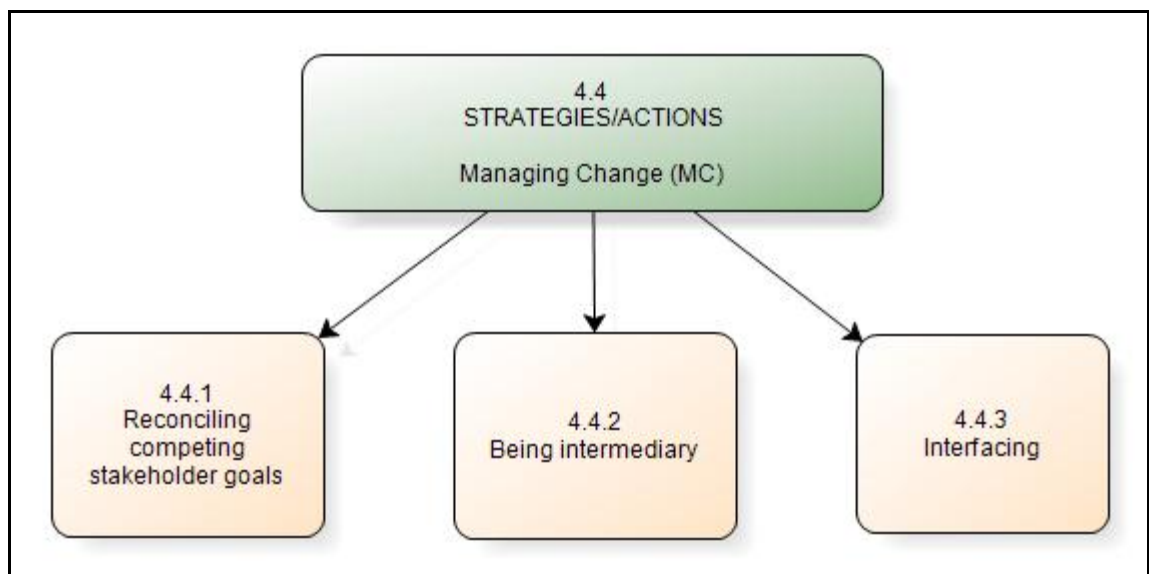 4.4
STRATEGIES/ACTIONS
Managing Change (MC)
4.4.1
Reconciling
competing
stakeholder goals
4.4.2
Being intermediary
4.4.3
Interfacing